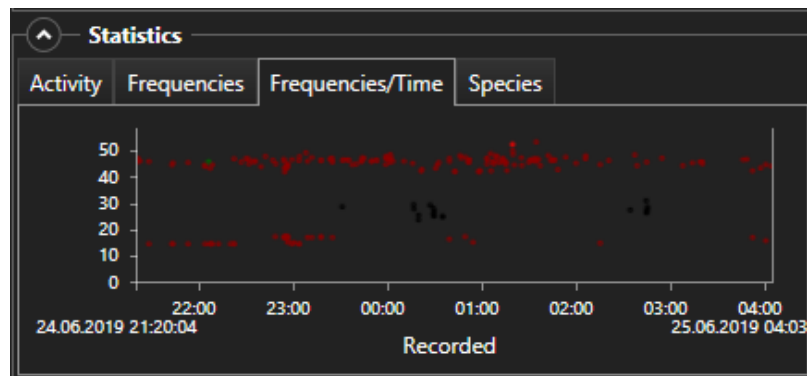 Statistics
Activity Frequencies Frequencies/Time Species
50
40
30
20
10
0
22:00 23:00 00:00 01:00 02:00 03:00 04:00
24.06.2019 21:20:04 25.06.2019 04:03
Recorded